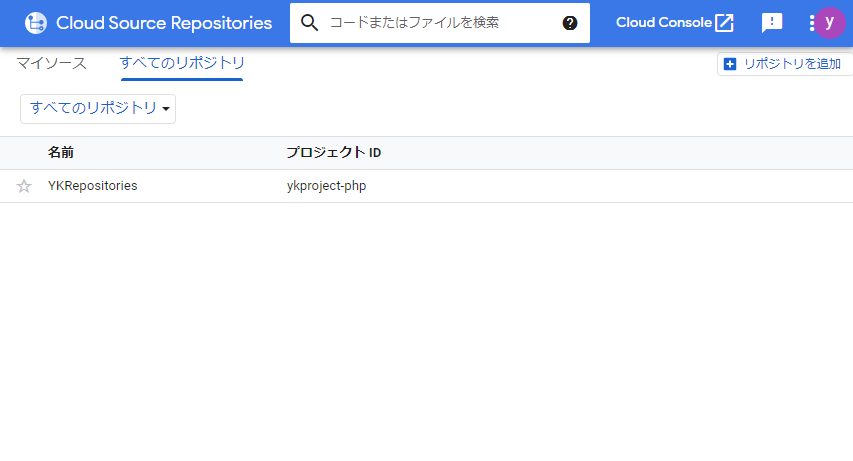 Cloud Source Repositories コードまたはファイルを検索 ? Cloud Console ! y
マイソース すべてのリポジトリ リポジトリを追加
すべてのリポジトリ
名前 プロジェクト ID
YKRepositories ykproject-php